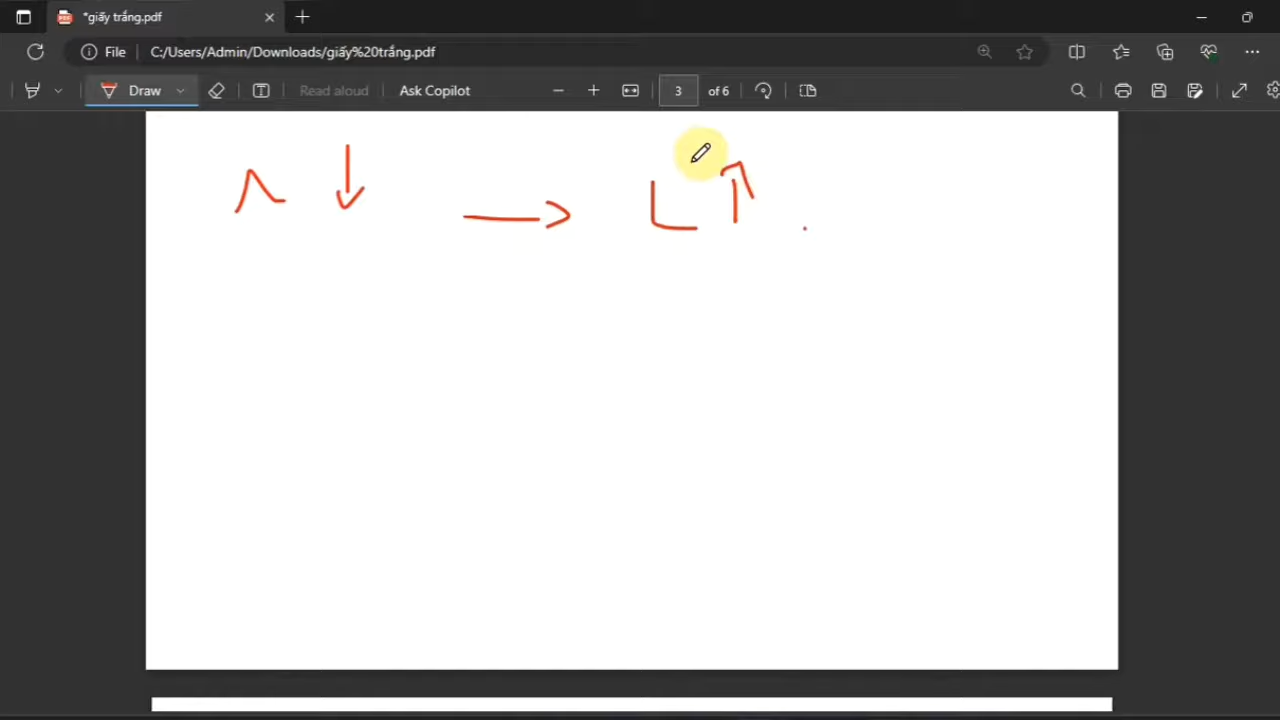 *giấy trắng.pdf
File C:/Users/Admin/Downloads/giấy%20trắng.pdf
Draw Read aloud Ask Copilot 3 of 6
↓ → L ↑ .